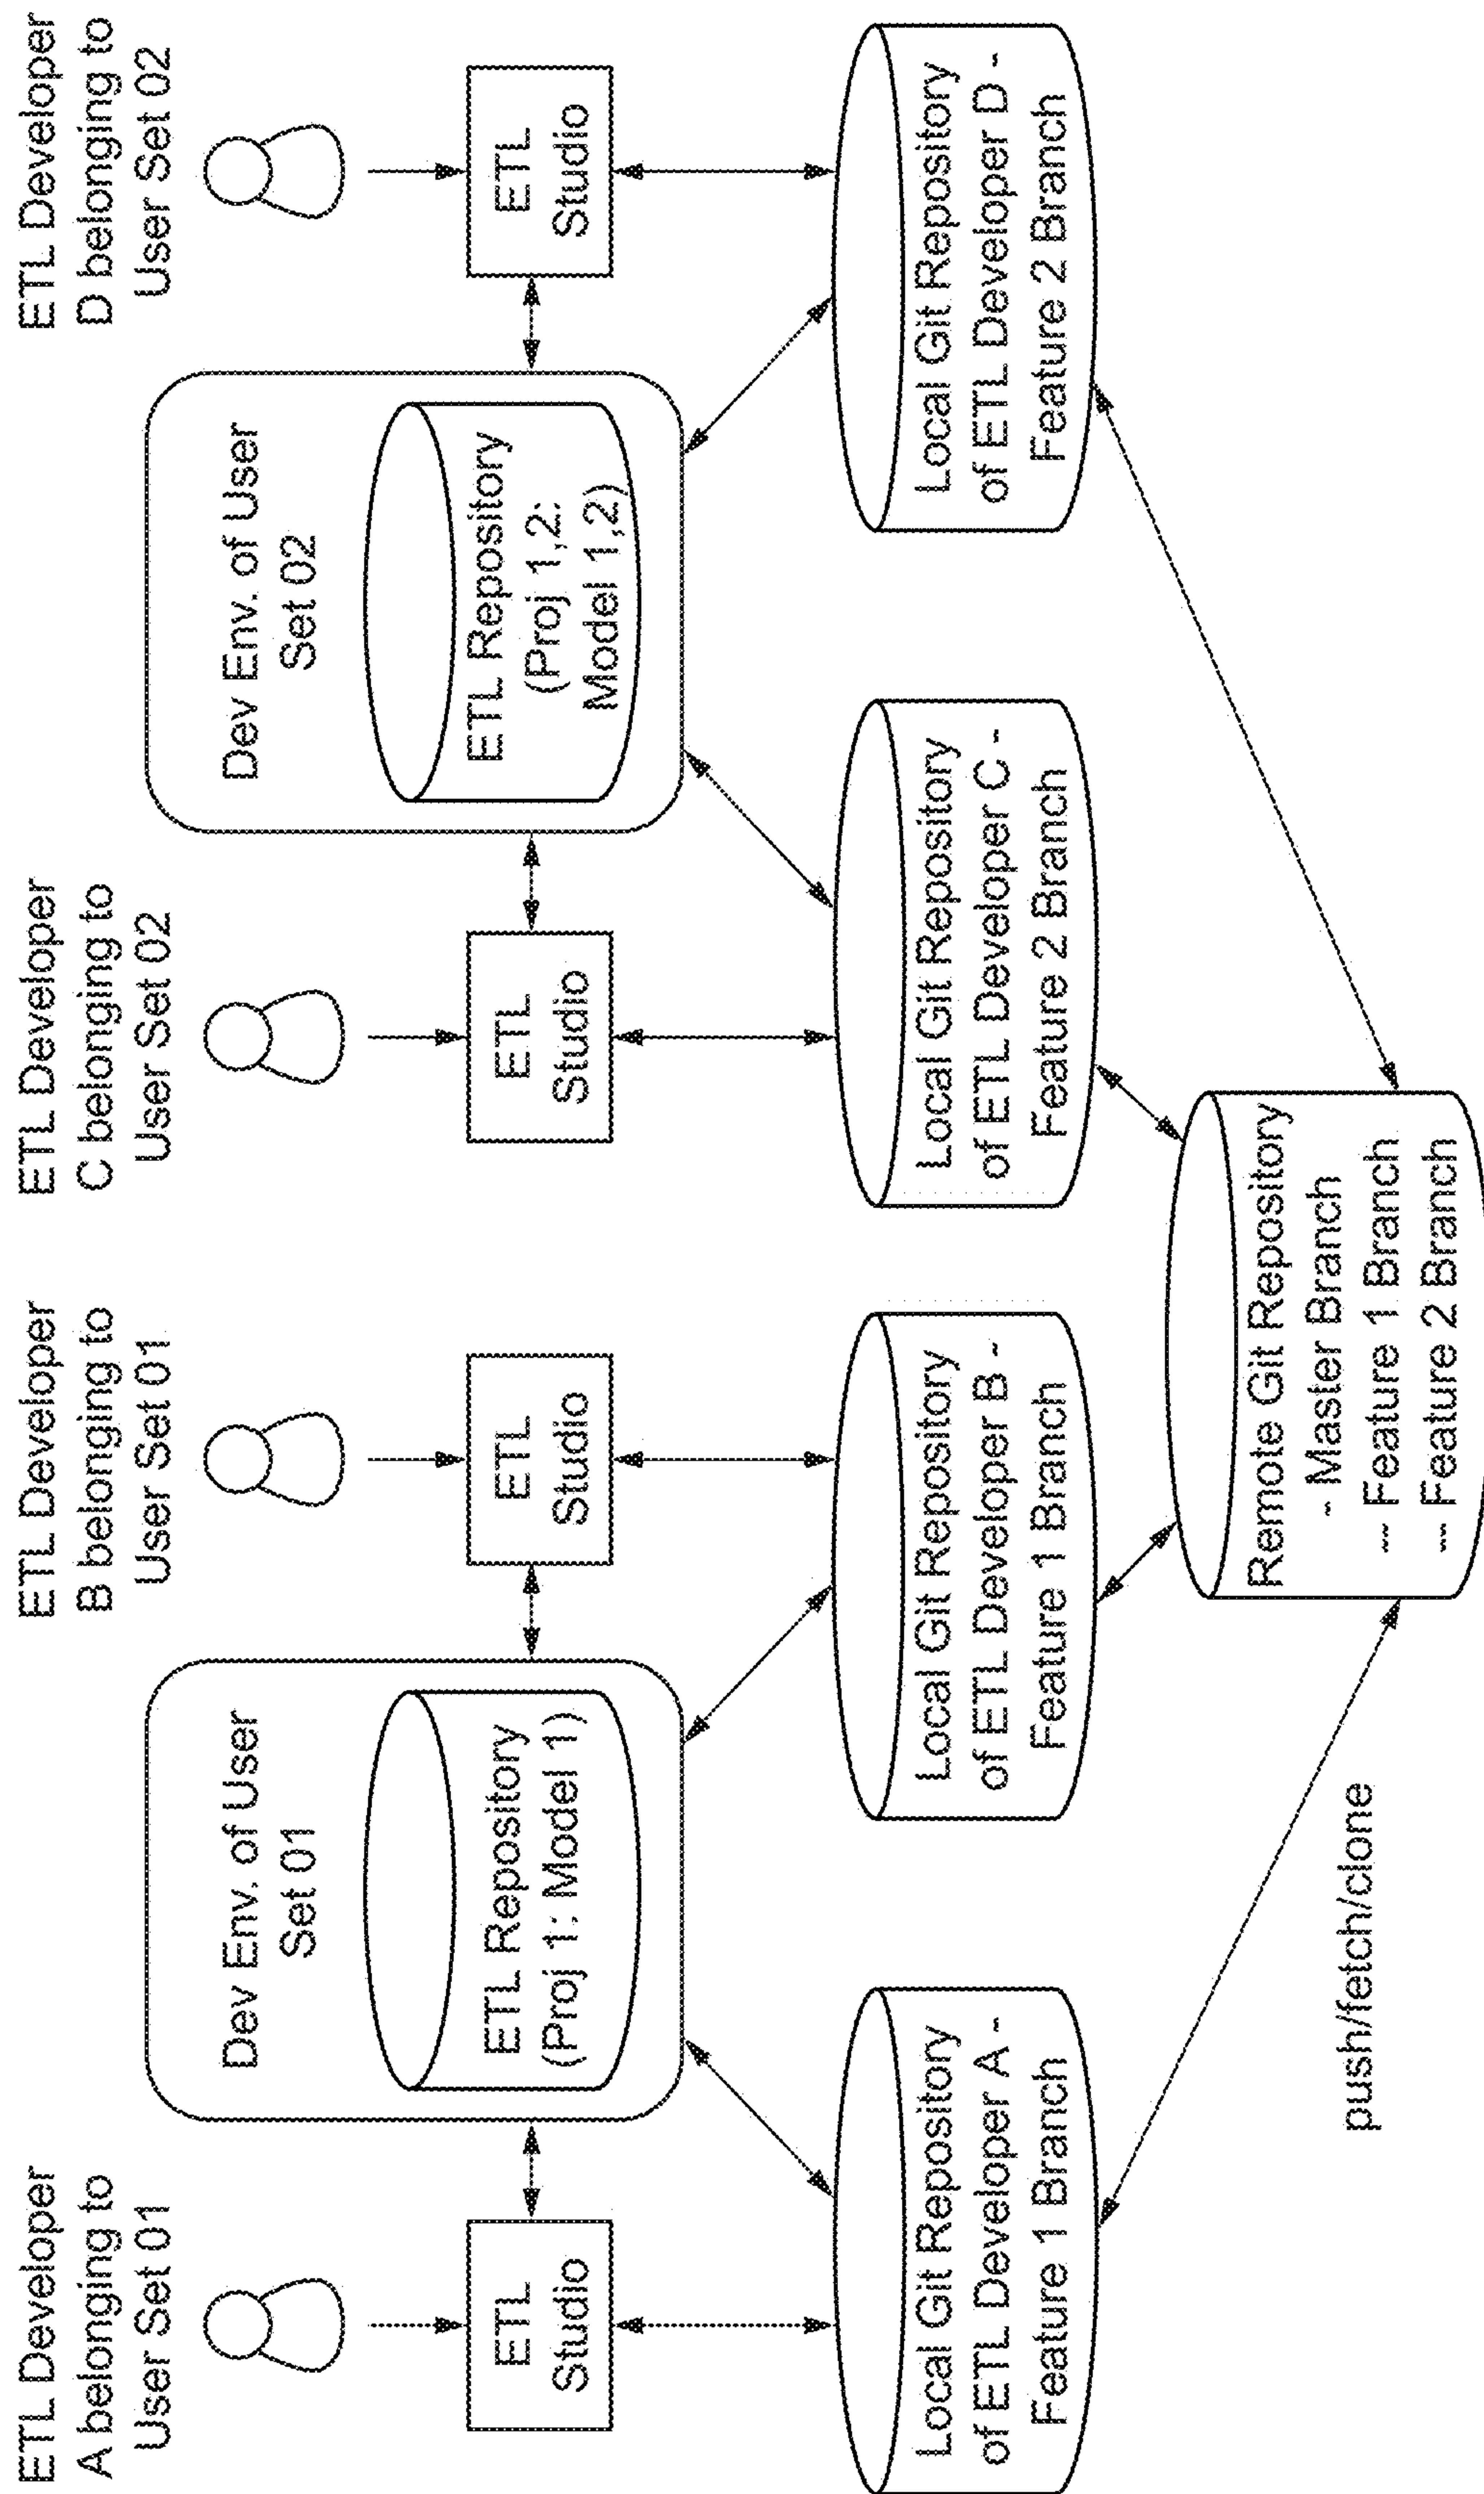 ETL Developer
A belonging to
User Set 01
ETL Developer
B belonging to
User Set 01
ETL Developer
C belonging to
User Set 02
ETL Developer
D belonging to
User Set 02
Dev Env. of User
Set 01
Dev Env. of User
Set 02
ETL
Studio
ETL Repository
(Proj 1: Model 1)
ETL
Studio
ETL
Studio
ETL Repository
(Proj 1,2:
Model 1,2)
ETL
Studio
Local Git Repository
of ETL Developer A -
Feature 1 Branch
Local Git Repository
of ETL Developer B -
Feature 1 Branch
Local Git Repository
of ETL Developer C -
Feature 2 Branch
Local Git Repository
of ETL Developer D -
Feature 2 Branch
push/fetch/clone
Remote Git Repository
- Master Branch
-- Feature 1 Branch
-- Feature 2 Branch